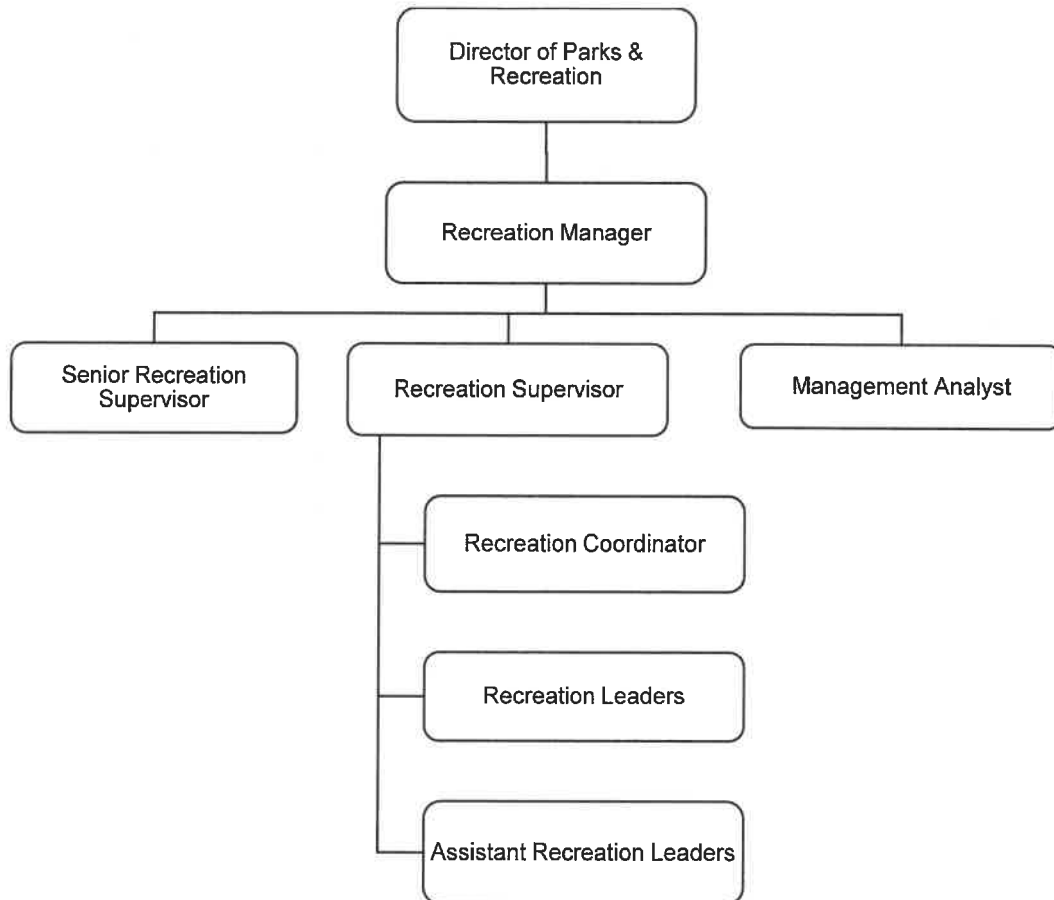 Director of Parks &
Recreation
Recreation Manager
Senior Recreation
Supervisor
Recreation Supervisor
Management Analyst
Recreation Coordinator
Recreation Leaders
Assistant Recreation Leaders